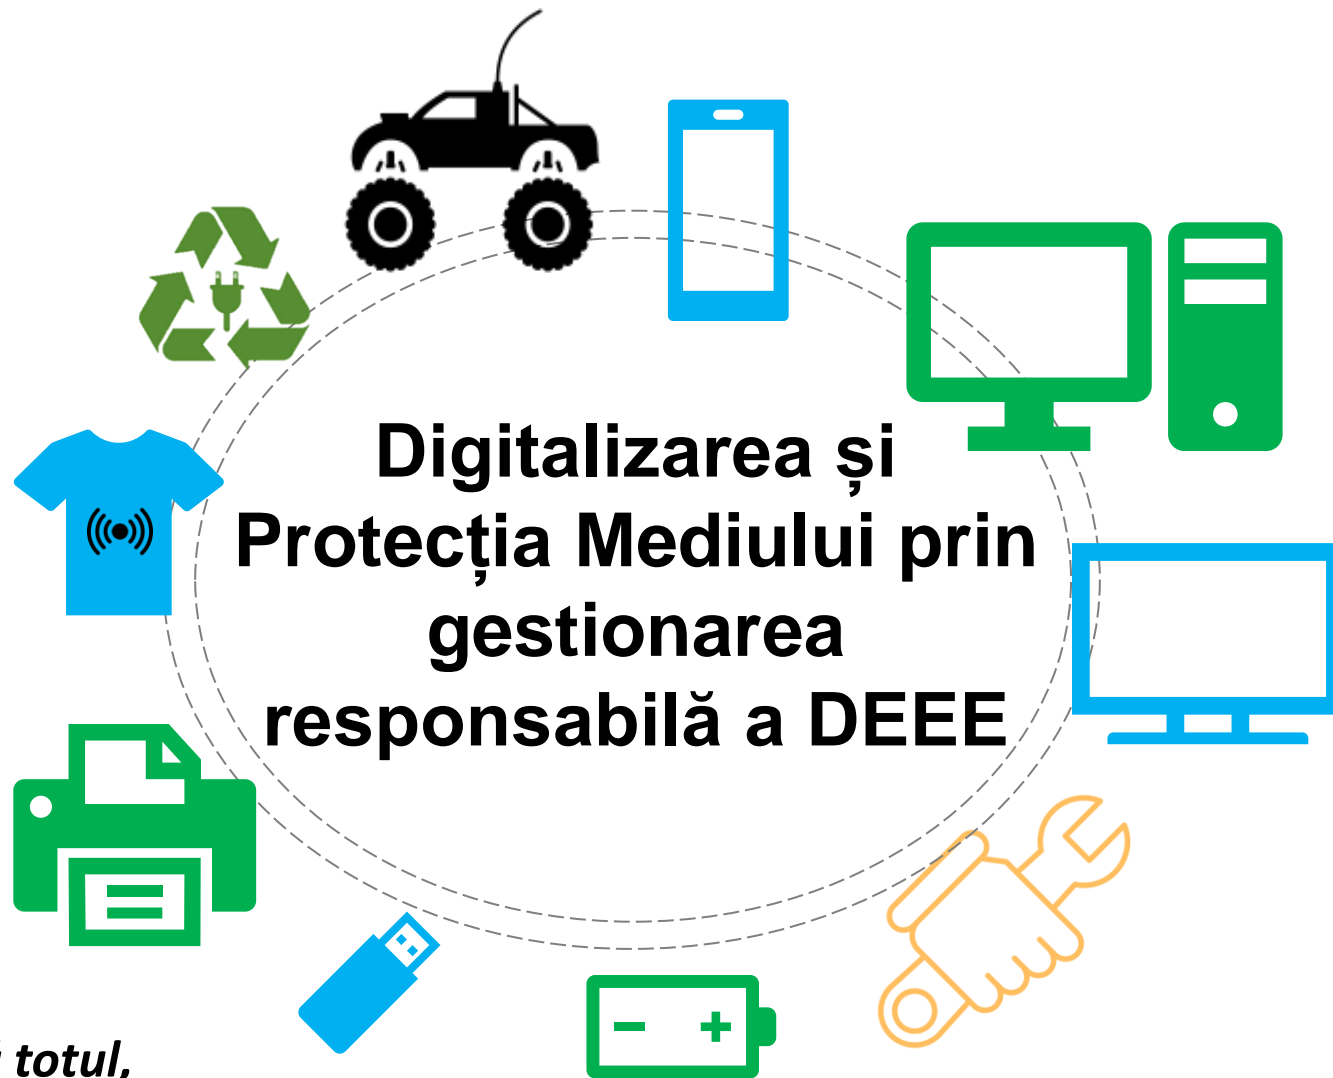 Digitalizarea și
Protecția Mediului prin
gestionarea
responsabilă a DEEE
totul,